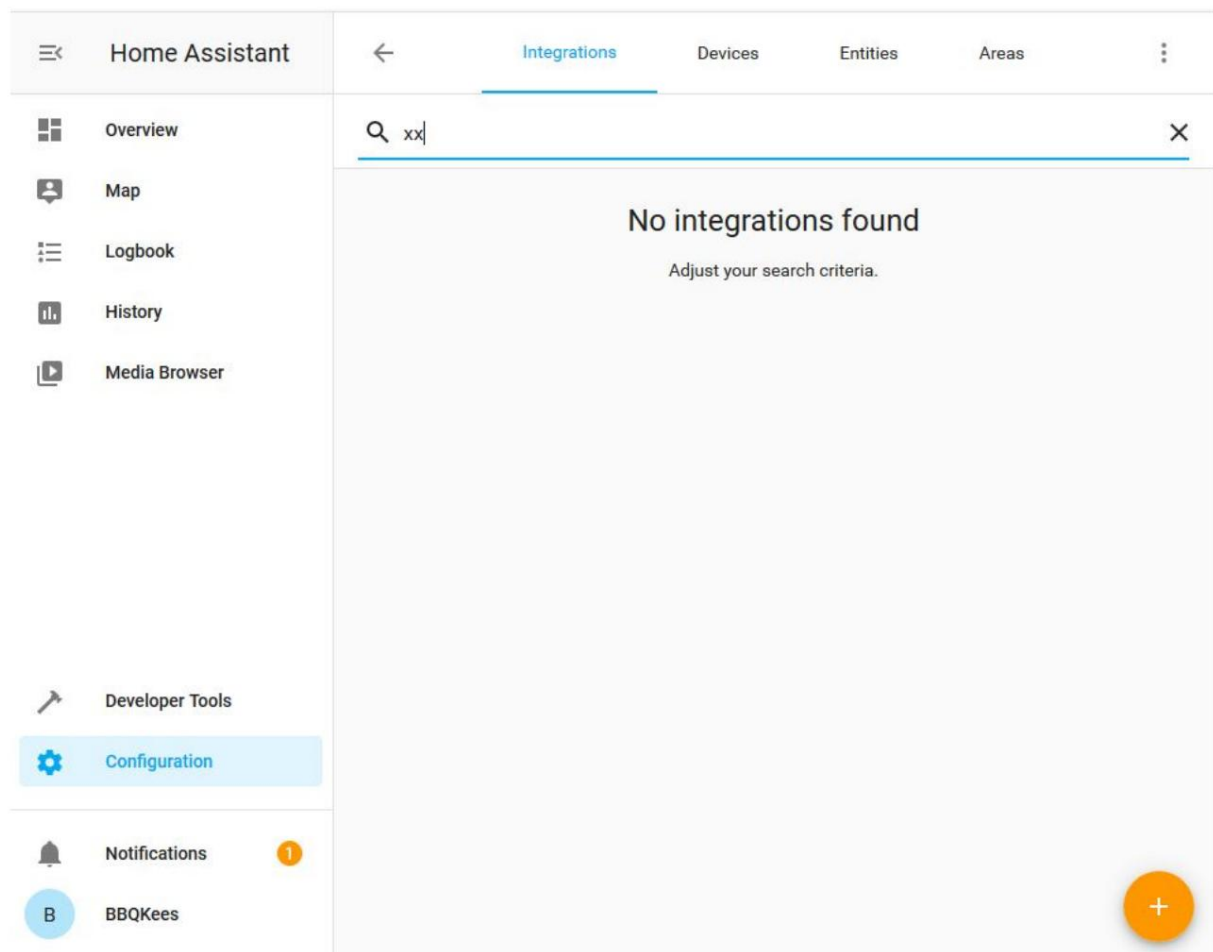 Home Assistant
Integrations Devices Entities Areas
Overview
xx
Map
No integrations found
Logbook
Adjust your search criteria.
History
Media Browser
Developer Tools
Configuration
Notifications 1
B BBQKees
+